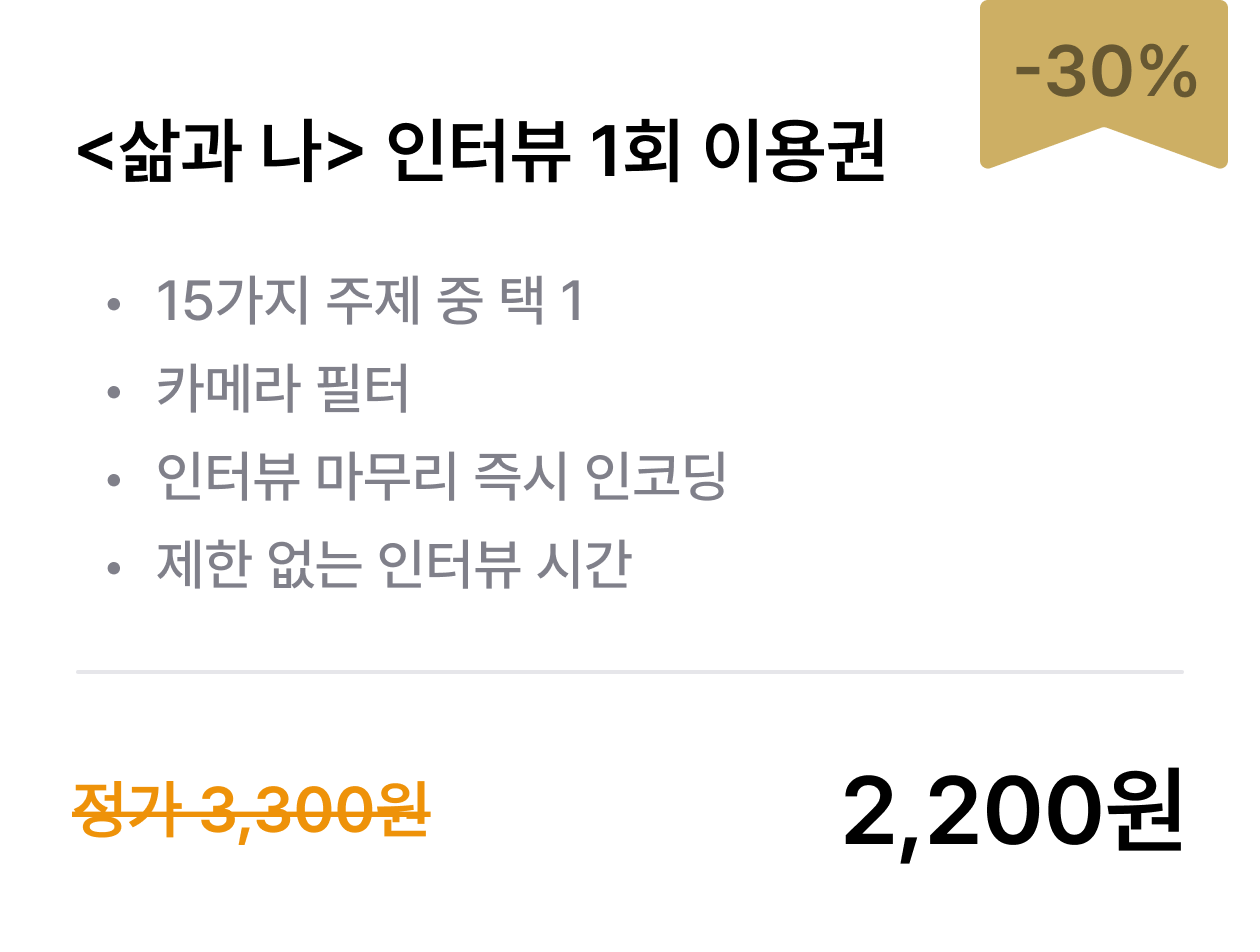 -30%
<삶과 나> 인터뷰 1회 이용권
• 15가지 주제 중 택 1
• 카메라 필터
• 인터뷰 마무리 즉시 인코딩
• 제한 없는 인터뷰 시간
정가 3,300원 2,200원